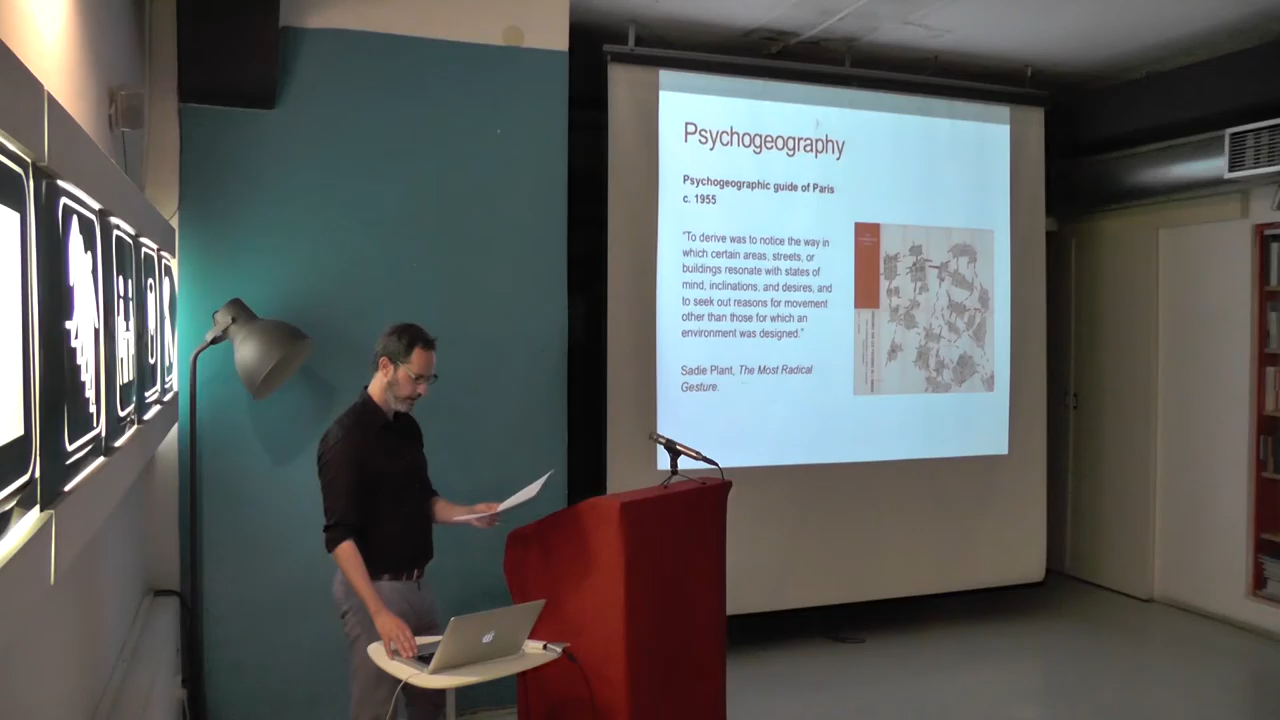 Psychogeography
Psychogeographic guide of Paris
c. 1955
"To derive was to notice the way in
which certain areas, streets, or
buildings resonate with states of
mind, inclinations, and desires, and
to seek out reasons for movement
other than those for which an
environment was designed."
Sadie Plant, The Most Radical
Gesture.